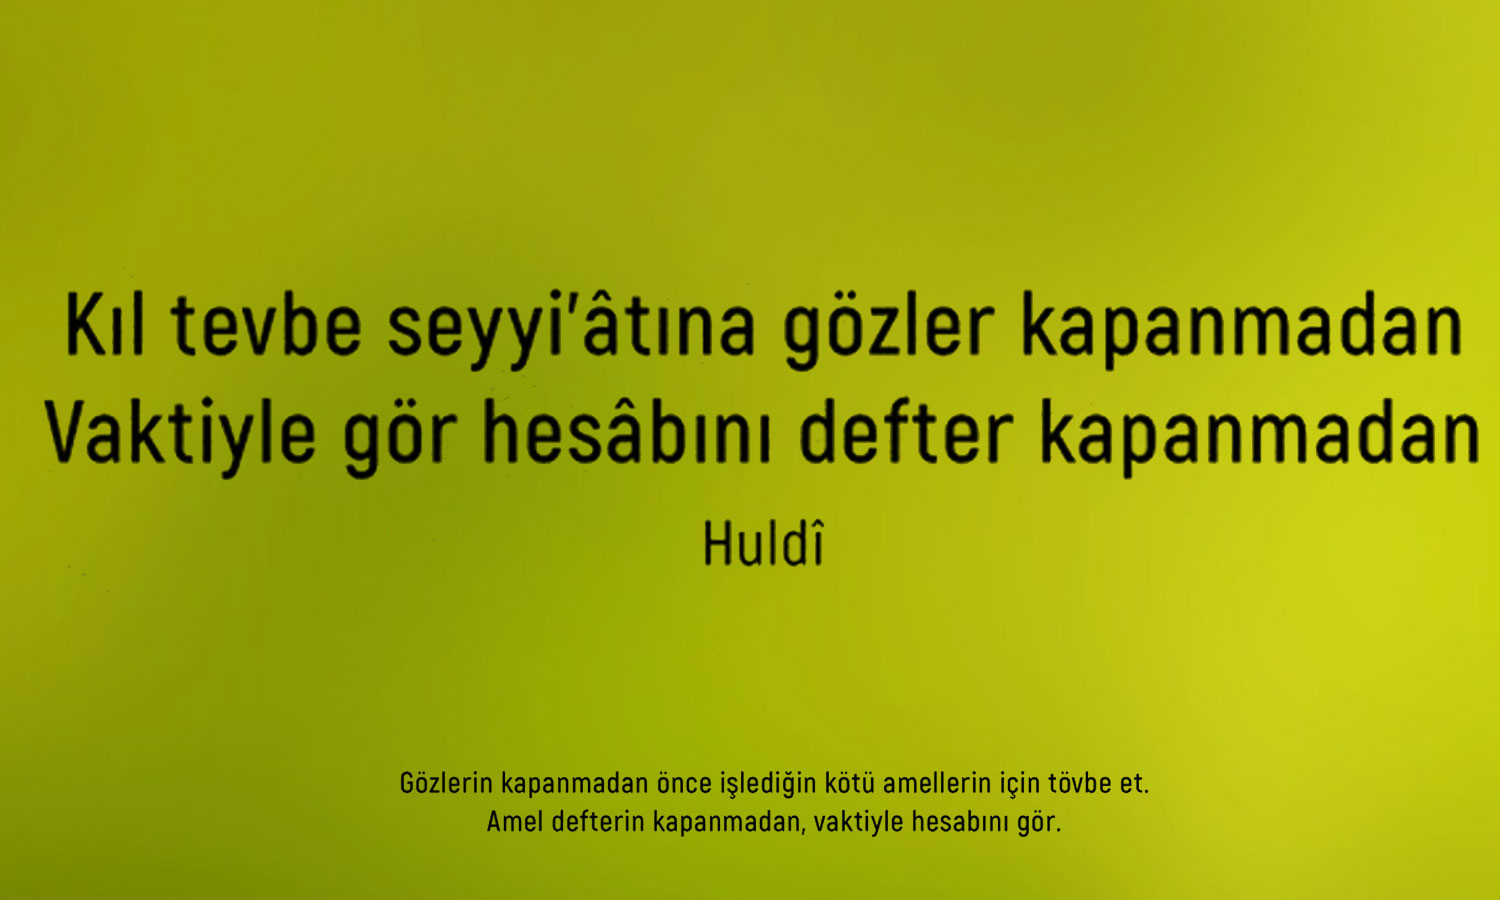 Kıl tevbe seyyi'âtına gözler kapanmadan
Vaktiyle gör hesâbını defter kapanmadan
Huldî
Gözlerin kapanmadan önce işlediğin kötü amellerin için tövbe et.
Amel defterin kapanmadan, vaktiyle hesabını gör.